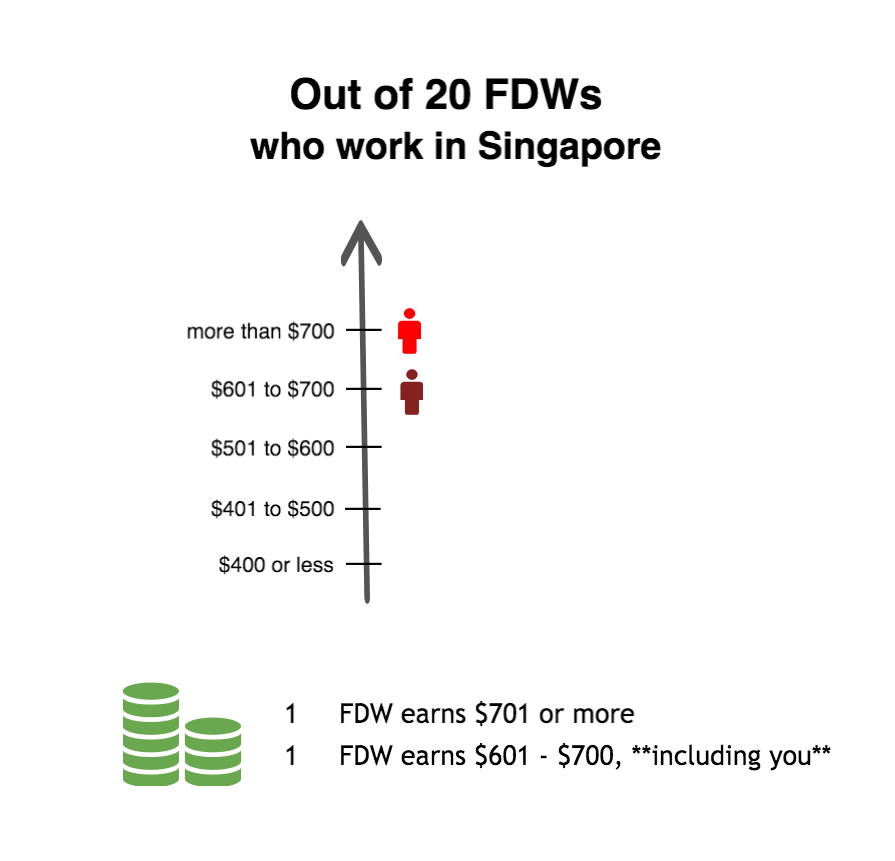 Out of 20 FDWs
who work in Singapore
more than $700
$601 to $700
$501 to $600
$401 to $500
$400 or less
1 FDW earns $701 or more
1 FDW earns $601 - $700, **including you**